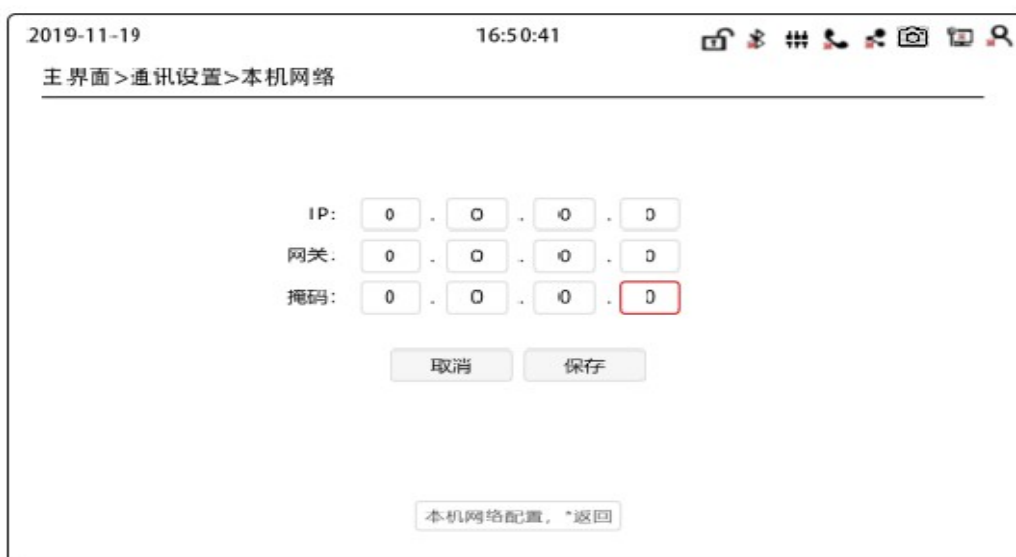 2019-11-19 16:50:41
主界面>通讯设置>本机网络
IP: 0 . 0 . 0 . 0
网关: 0 . 0 . 0 . 0
掩码: 0 . 0 . 0 . 0
取消 保存
本机网络配置, *返回